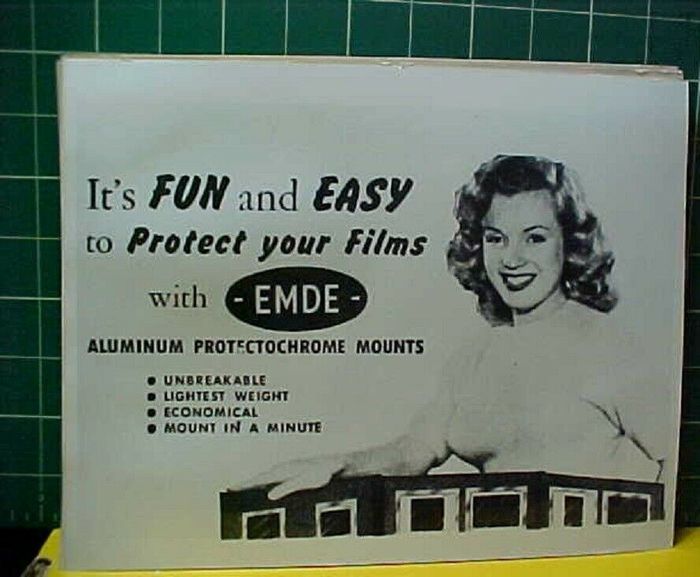 It's FUN and EASY
to Protect your Films
with - EMDE -
ALUMINUM PROTECTOCHROME MOUNTS
• UNBREAKABLE
• LIGHTEST WEIGHT
• ECONOMICAL
• MOUNT IN A MINUTE